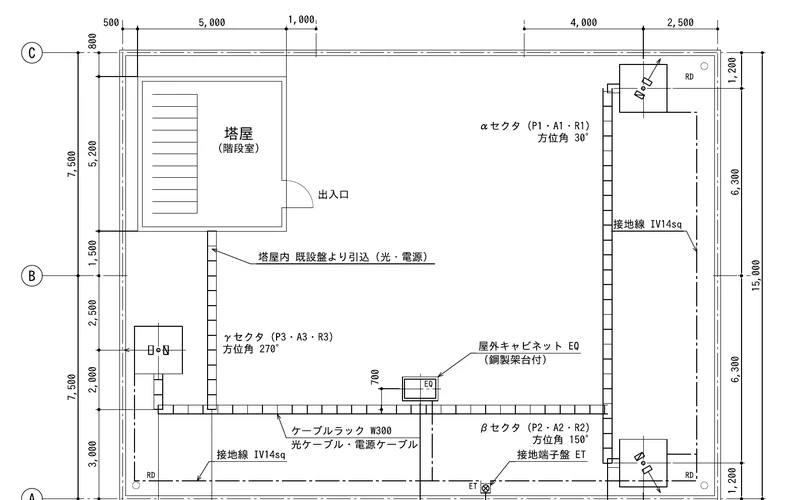 500
5,000
1,000
4,000
2,500
C
800
1,200
RD
αセクタ (P1・A1・R1)
方位角 30°
塔屋
(階段室)
7,500
5,200
6,300
出入口
接地線 IV14sq
1,500
塔屋内 既設盤より引込 (光・電源)
B
15,000
2,500
γセクタ (P3・A3・R3)
方位角 270°
屋外キャビネット EQ
(鋼製架台付)
700
EQ
7,500
2,000
6,300
ケーブルラック W300
光ケーブル・電源ケーブル
βセクタ (P2・A2・R2)
方位角 150°
3,000
接地線 IV14sq
接地端子盤 ET
RD
ET
RD
1,200
A